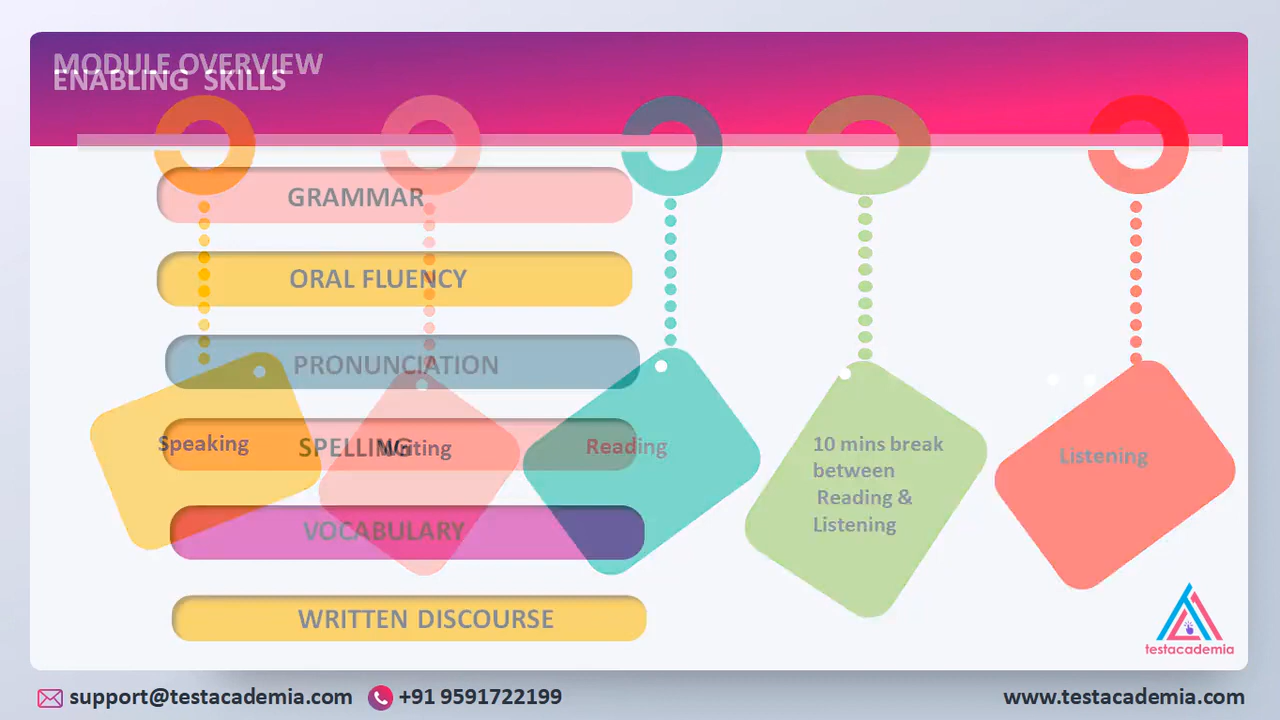 MODULE OVERVIEW
ENABLING SKILLS
GRAMMAR
ORAL FLUENCY
PRONUNCIATION
SPELLING
VOCABULARY
WRITTEN DISCOURSE
Speaking
Writing
Reading
10 mins break
between
Reading &
Listening
Listening
testacademia
support@testacademia.com
+91 9591722199
www.testacademia.com